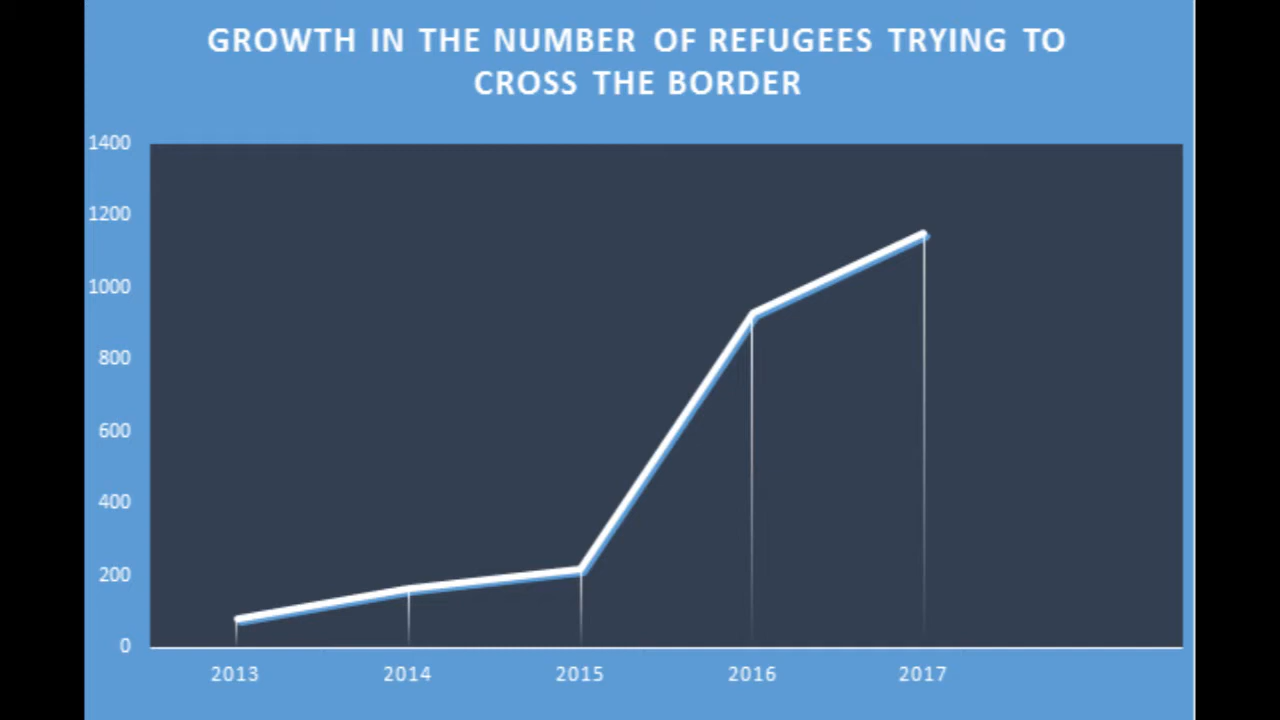 GROWTH IN THE NUMBER OF REFUGEES TRYING TO
CROSS THE BORDER
1400
1200
1000
800
600
400
200
0
2013 2014 2015 2016 2017